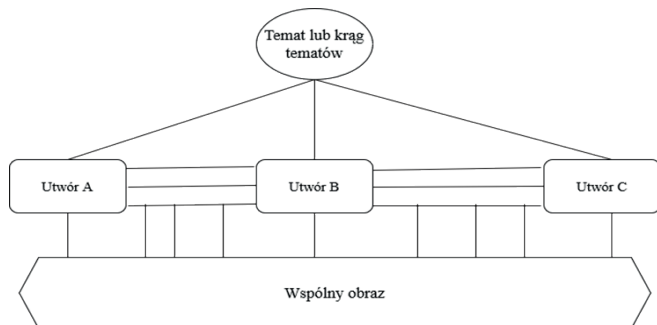 Temat lub krąg
tematów
Utwór A
Utwór B
Utwór C
Wspólny obraz